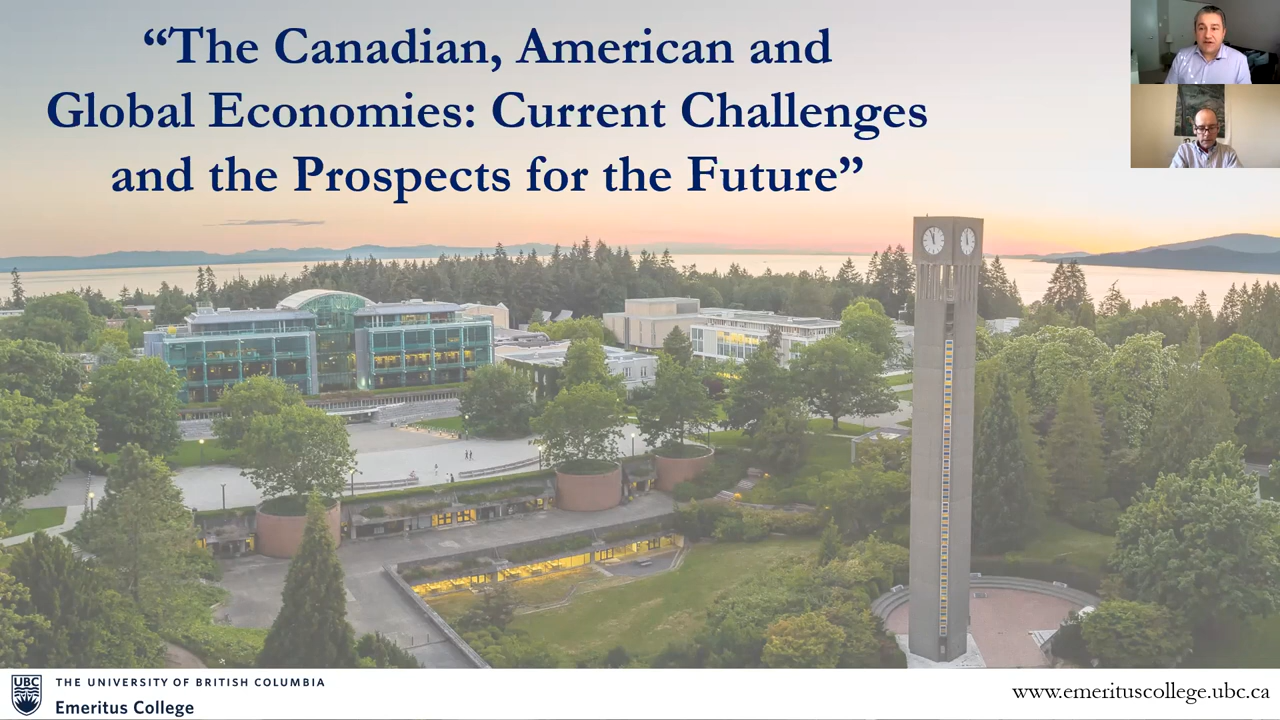 “The Canadian, American and
Global Economies: Current Challenges
and the Prospects for the Future”
UBC
THE UNIVERSITY OF BRITISH COLUMBIA
Emeritus College
www.emerituscollege.ubc.ca